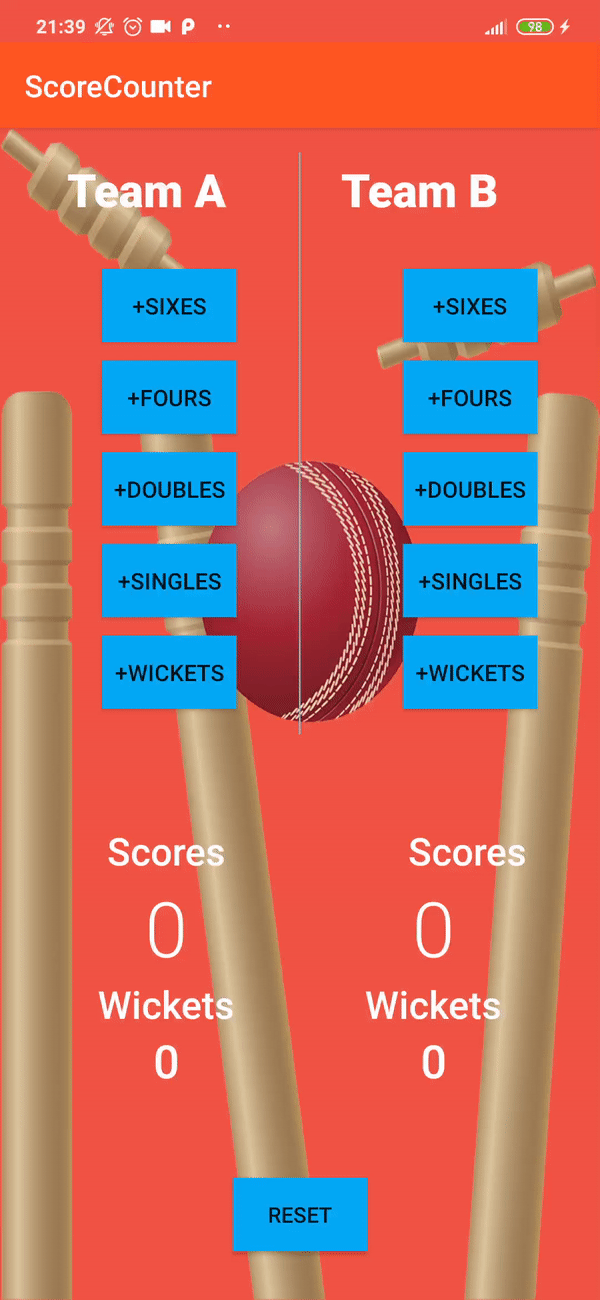 21:39
98
ScoreCounter
Team A Team B
+SIXES +SIXES
+FOURS +FOURS
+DOUBLES +DOUBLES
+SINGLES +SINGLES
+WICKETS +WICKETS
Scores Scores
0 0
Wickets Wickets
0 0
RESET